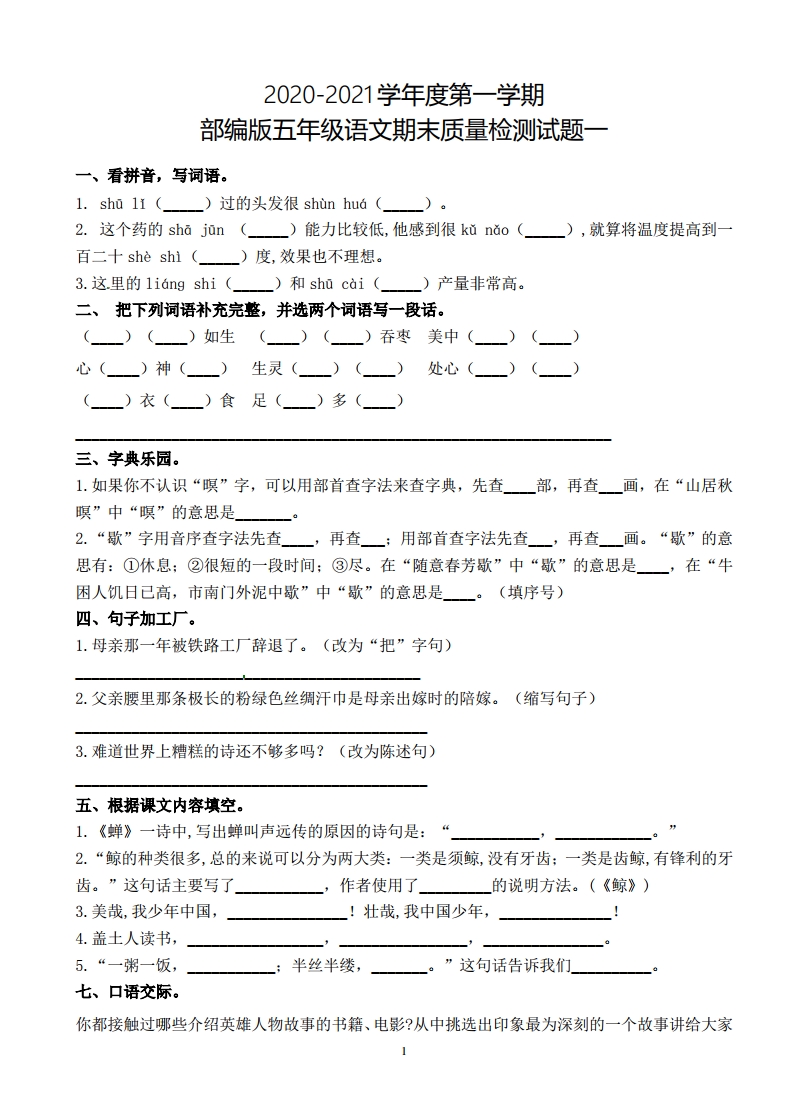 2020-2021学年度第一学期
部编版五年级语文期末质量检测试题一
一、看拼音，写词语。
1. shū lǐ（_____）过的头发很 shùn huá（_____）。
2. 这个药的 shā jūn （_____）能力比较低,他感到很 kǔ nǎo（_____）,就算将温度提高到一
百二十 shè shì（_____）度,效果也不理想。
3.这里的 liáng shi（_____）和 shū cài（_____）产量非常高。
二、 把下列词语补充完整，并选两个词语写一段话。
（____）（____）如生 （____）（____）吞枣 美中（____）（____）
心（____）神（____） 生灵（____）（____） 处心（____）（____）
（____）衣（____）食 足（____）多（____）
___________________________________________________________________
三、字典乐园。
1.如果你不认识“暝”字，可以用部首查字法来查字典，先查____部，再查___画，在“山居秋
暝”中“暝”的意思是_______。
2.“歇”字用音序查字法先查____，再查___；用部首查字法先查___，再查____画。“歇”的意
思有：①休息；②很短的一段时间；③尽。在“随意春芳歇”中“歇”的意思是____，在“牛
困人饥日已高，市南门外泥中歇”中“歇”的意思是____。（填序号）
四、句子加工厂。
1.母亲那一年被铁路工厂辞退了。（改为“把”字句）
___________________________________________
2.父亲腰里那条极长的粉绿色丝绸汗巾是母亲出嫁时的陪嫁。（缩写句子）
____________________________________________
3.难道世界上糟糕的诗还不够多吗？（改为陈述句）
____________________________________________
五、根据课文内容填空。
1.《蝉》一诗中,写出蝉叫声远传的原因的诗句是：“___________，____________。”
2.“鲸的种类很多,总的来说可以分为两大类：一类是须鲸,没有牙齿；一类是齿鲸,有锋利的牙
齿。”这句话主要写了___________，作者使用了_________的说明方法。(《鲸》)
3.美哉,我少年中国，_______________！壮哉,我中国少年，______________！
4.盖土人读书，_________________，________________，_______________。
5.“一粥一饭，___________；半丝半缕，_______。”这句话告诉我们__________。
七、口语交际。
你都接触过哪些介绍英雄人物故事的书籍、电影?从中挑选出印象最为深刻的一个故事讲给大家
1